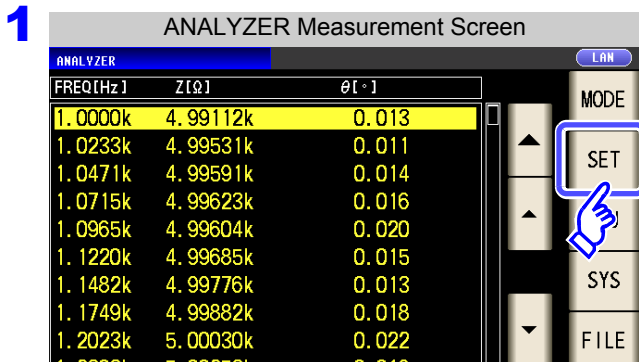 1
ANALYZER Measurement Screen
ANALYZER LAN
FREQ[Hz] Z[Ω] θ[°]
MODE
1.0000k 4.99112k 0.013
1.0233k 4.99531k 0.011
SET
1.0471k 4.99591k 0.014
1.0715k 4.99623k 0.016
1.0965k 4.99604k 0.020
1.1220k 4.99685k 0.015
1.1482k 4.99776k 0.013
SYS
1.1749k 4.99882k 0.018
1.2023k 5.00030k 0.022
FILE